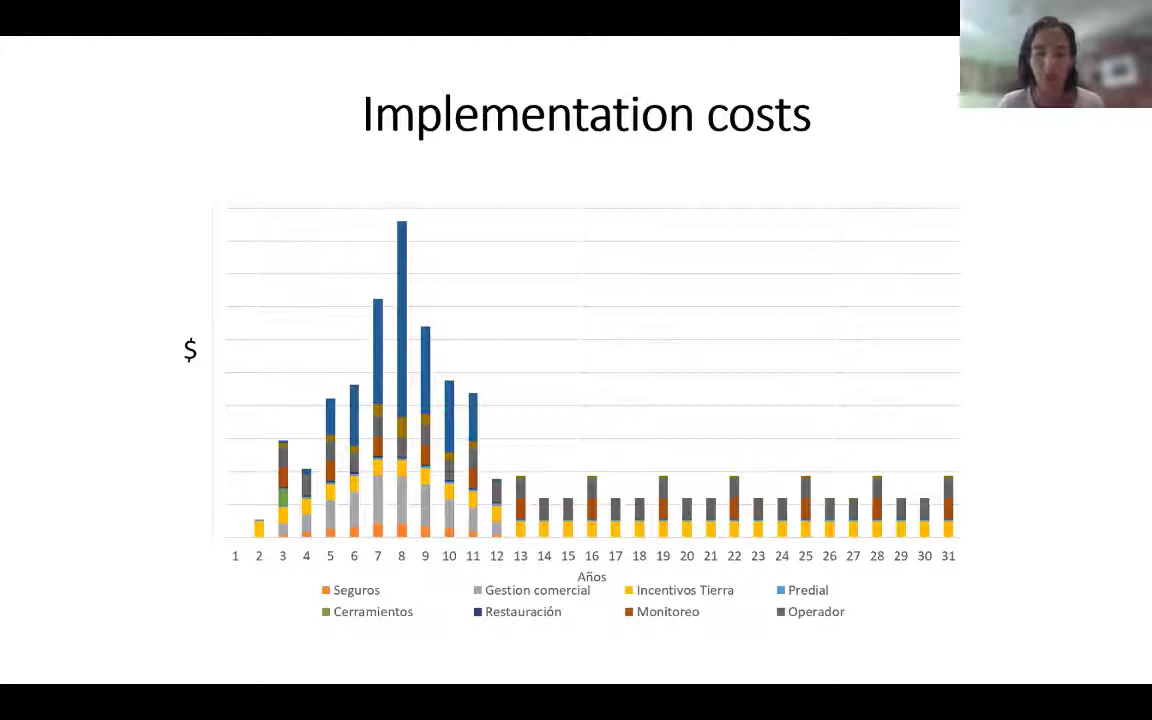 Implementation costs
$
1 2 3 4 5 6 7 8 9 10 11 12 13 14 15 16 17 18 19 20 21 22 23 24 25 26 27 28 29 30 31
Años
Seguros Gestion comercial Incentivos Tierra Predial
Cerramientos Restauración Monitoreo Operador